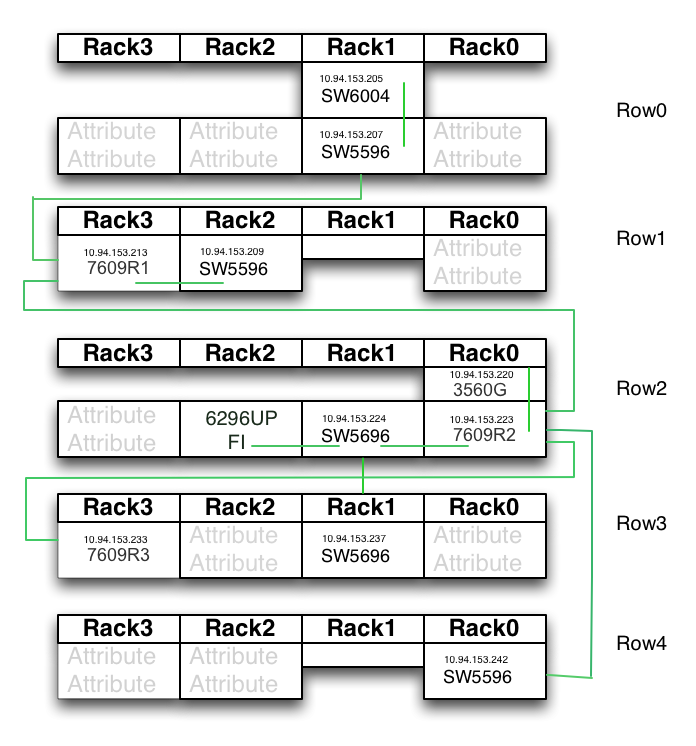 Rack3 Rack2 Rack1 Rack0
10.94.153.205
SW6004
Row0
Attribute Attribute 10.94.153.207 Attribute
Attribute Attribute SW5596 Attribute
Rack3 Rack2 Rack1 Rack0
Row1
10.94.153.213 10.94.153.209 Attribute
7609R1 SW5596 Attribute
Rack3 Rack2 Rack1 Rack0
10.94.153.220
3560G
Row2
Attribute 6296UP 10.94.153.224 10.94.153.223
Attribute FI SW5696 7609R2
Rack3 Rack2 Rack1 Rack0
Row3
10.94.153.233 Attribute 10.94.153.237 Attribute
7609R3 Attribute SW5696 Attribute
Rack3 Rack2 Rack1 Rack0
Row4
Attribute Attribute 10.94.153.242
Attribute Attribute SW5596